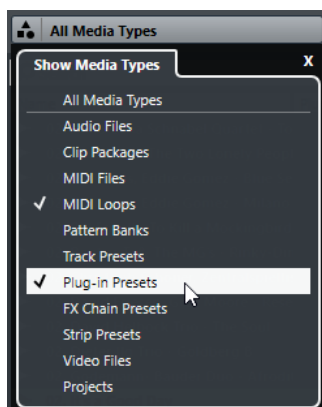 All Media Types
Show Media Types X
All Media Types
Audio Files
Clip Packages
MIDI Files
MIDI Loops
Pattern Banks
Track Presets
Plug-in Presets
FX Chain Presets
Strip Presets
Video Files
Projects